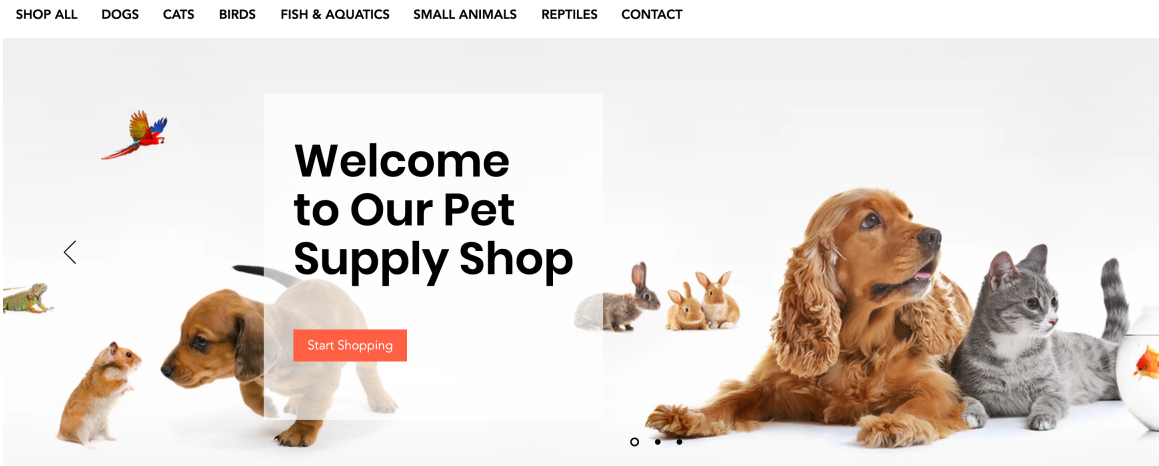 SHOP ALL DOGS CATS BIRDS FISH & AQUATICS SMALL ANIMALS REPTILES CONTACT
Welcome
to Our Pet
Supply Shop
Start Shopping